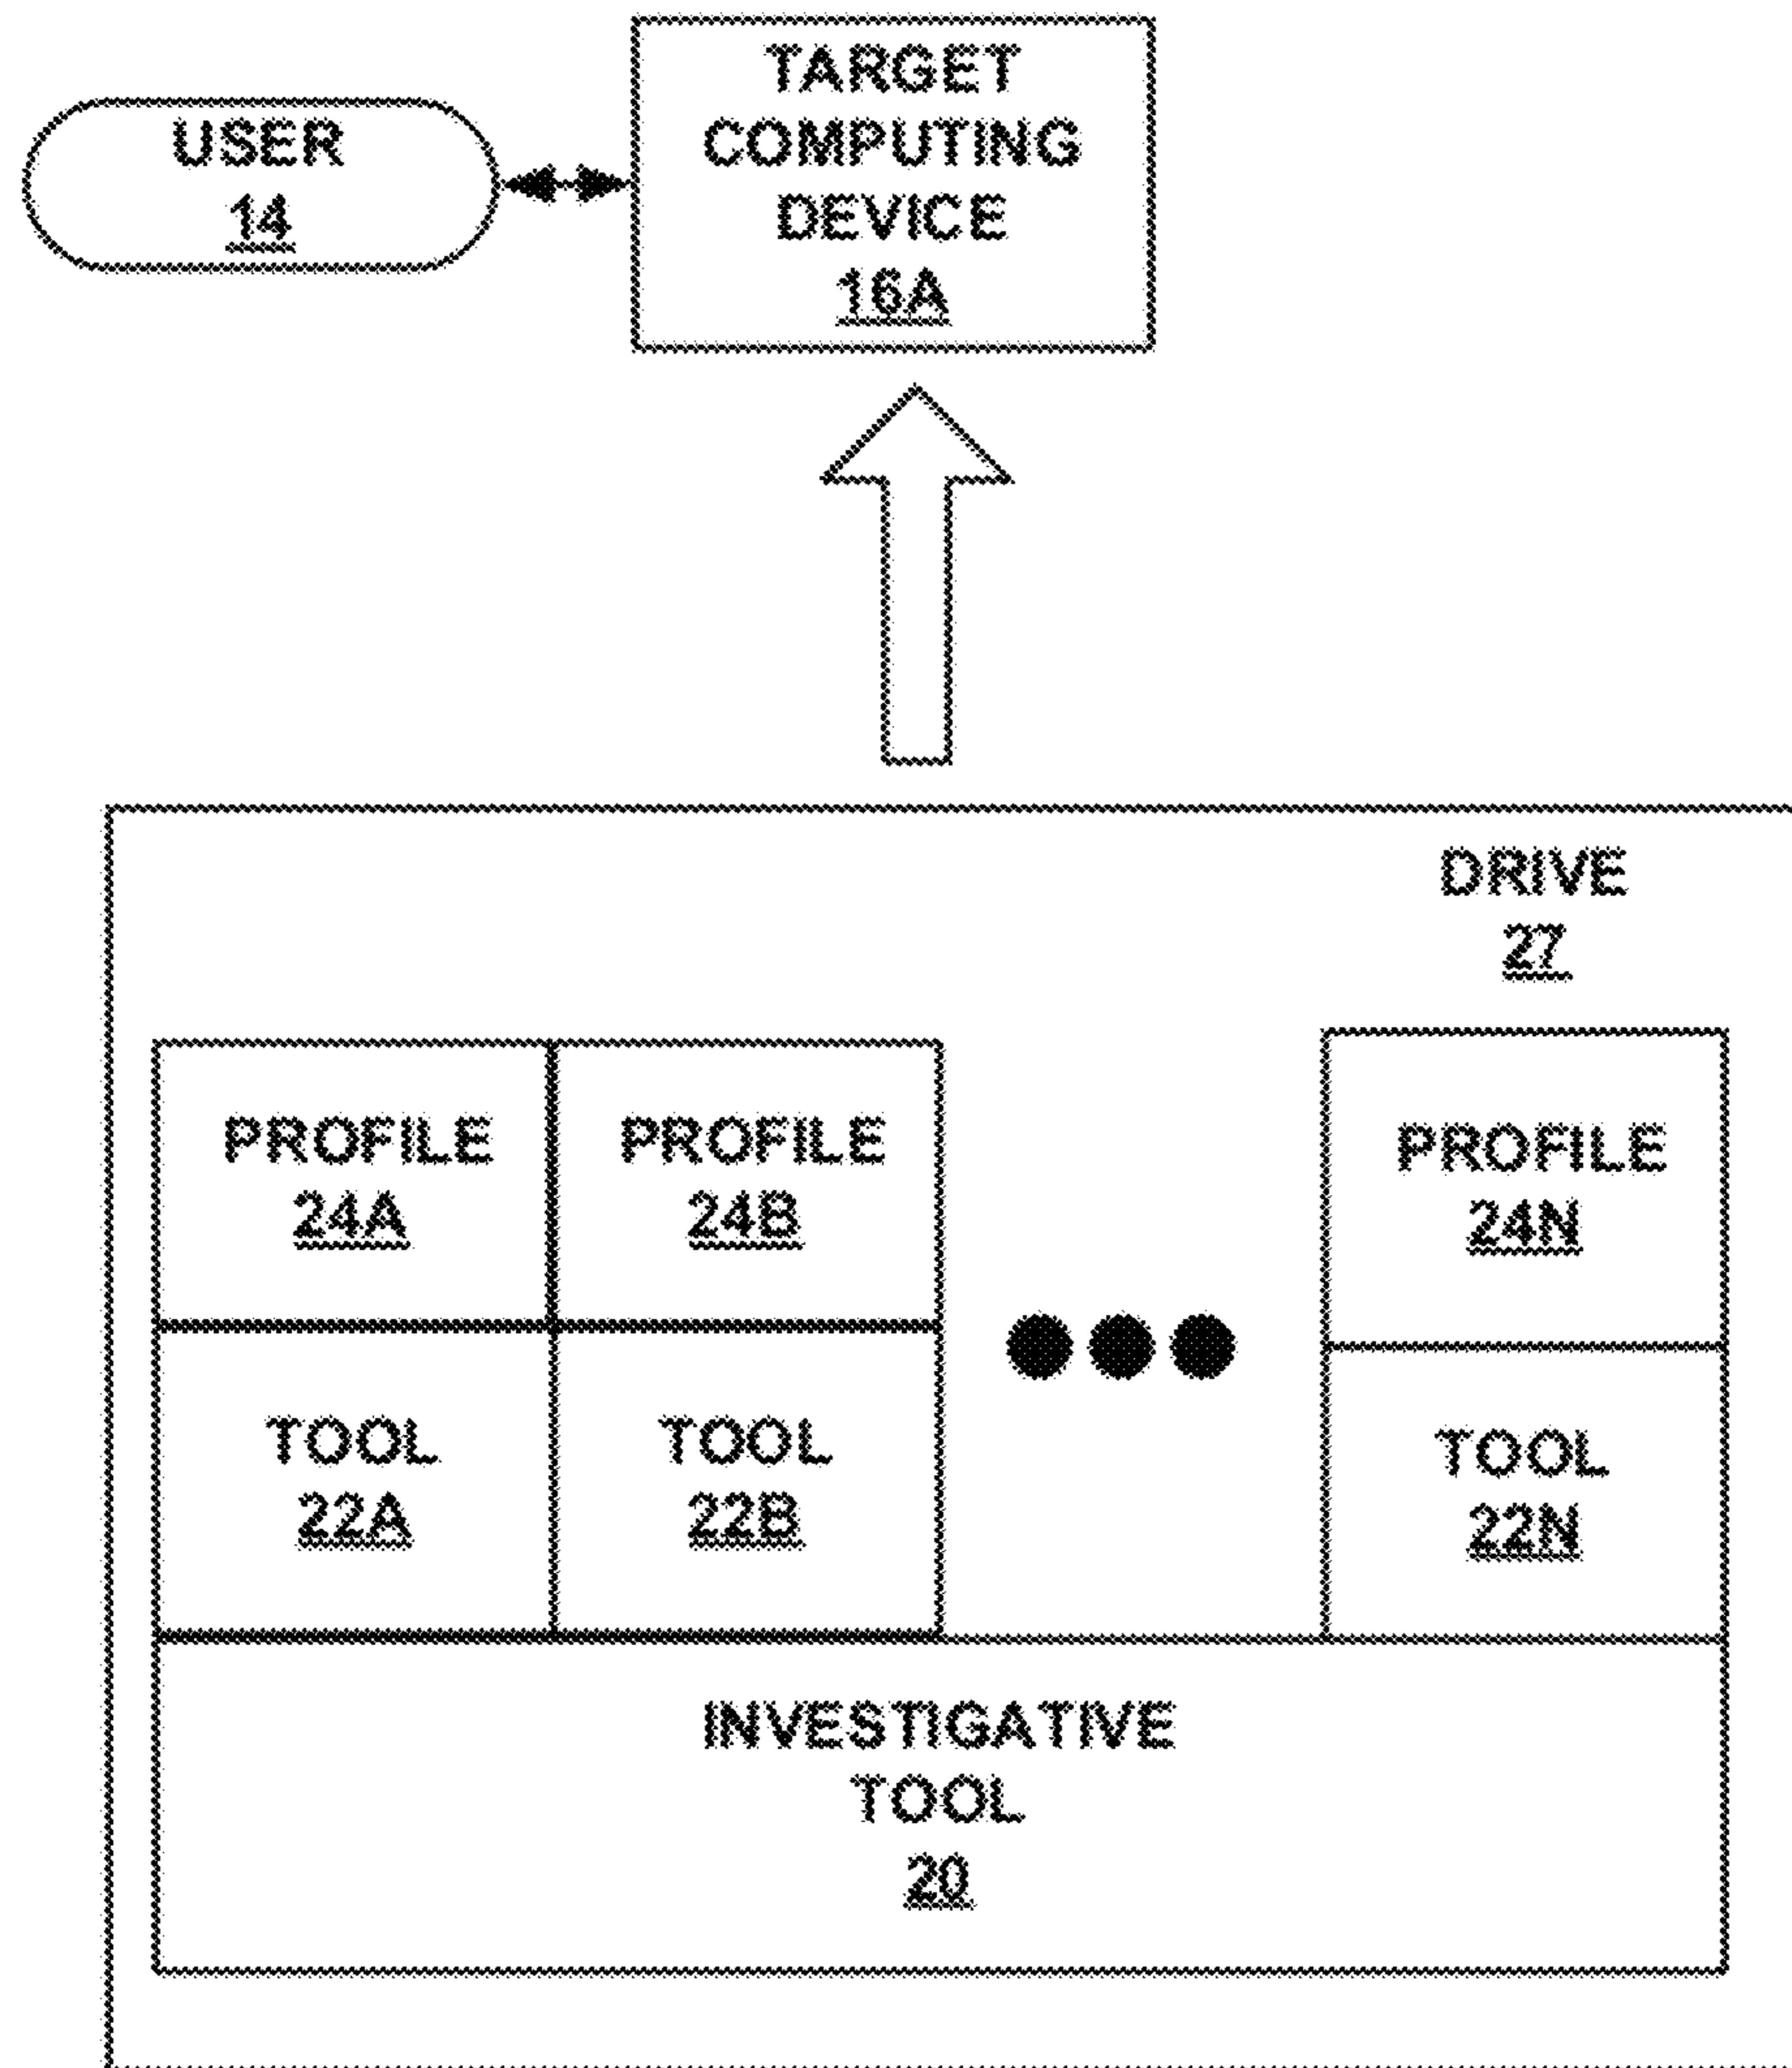 TARGET
COMPUTING
DEVICE
16A
USER
14
DRIVE
27
PROFILE
24A
PROFILE
24B
PROFILE
24N
TOOL
22A
TOOL
22B
TOOL
22N
INVESTIGATIVE
TOOL
20